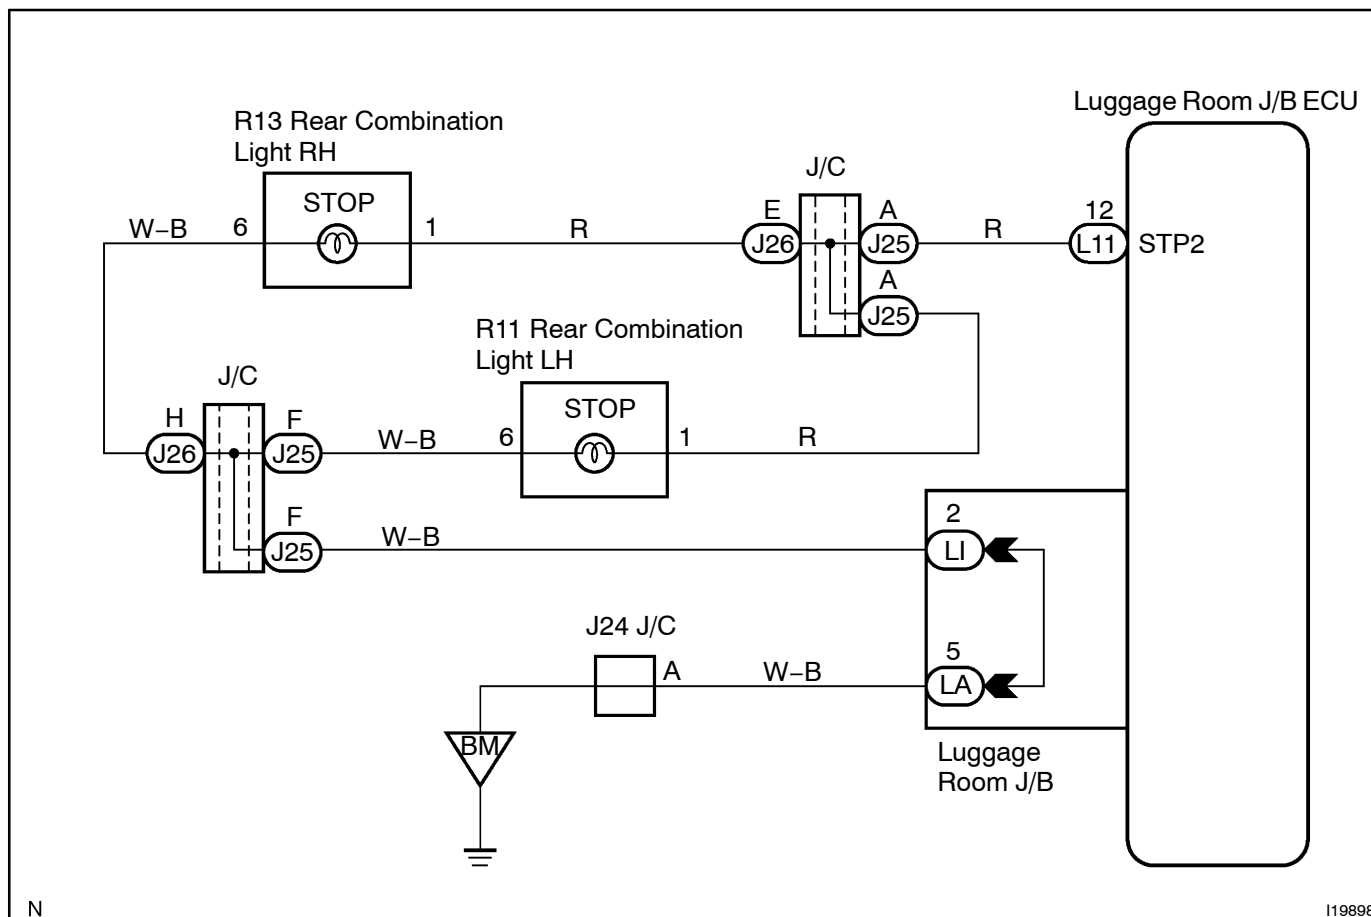 Luggage Room J/B ECU
R13 Rear Combination
Light RH
J/C
STOP
W-B
6
1
R
E
J26
A
J25
R
12
L11
STP2
A
J25
R11 Rear Combination
Light LH
J/C
STOP
H
J26
F
J25
W-B
6
1
R
F
J25
W-B
2
LI
J24 J/C
A
W-B
5
LA
BM
Luggage
Room J/B
N
I19898